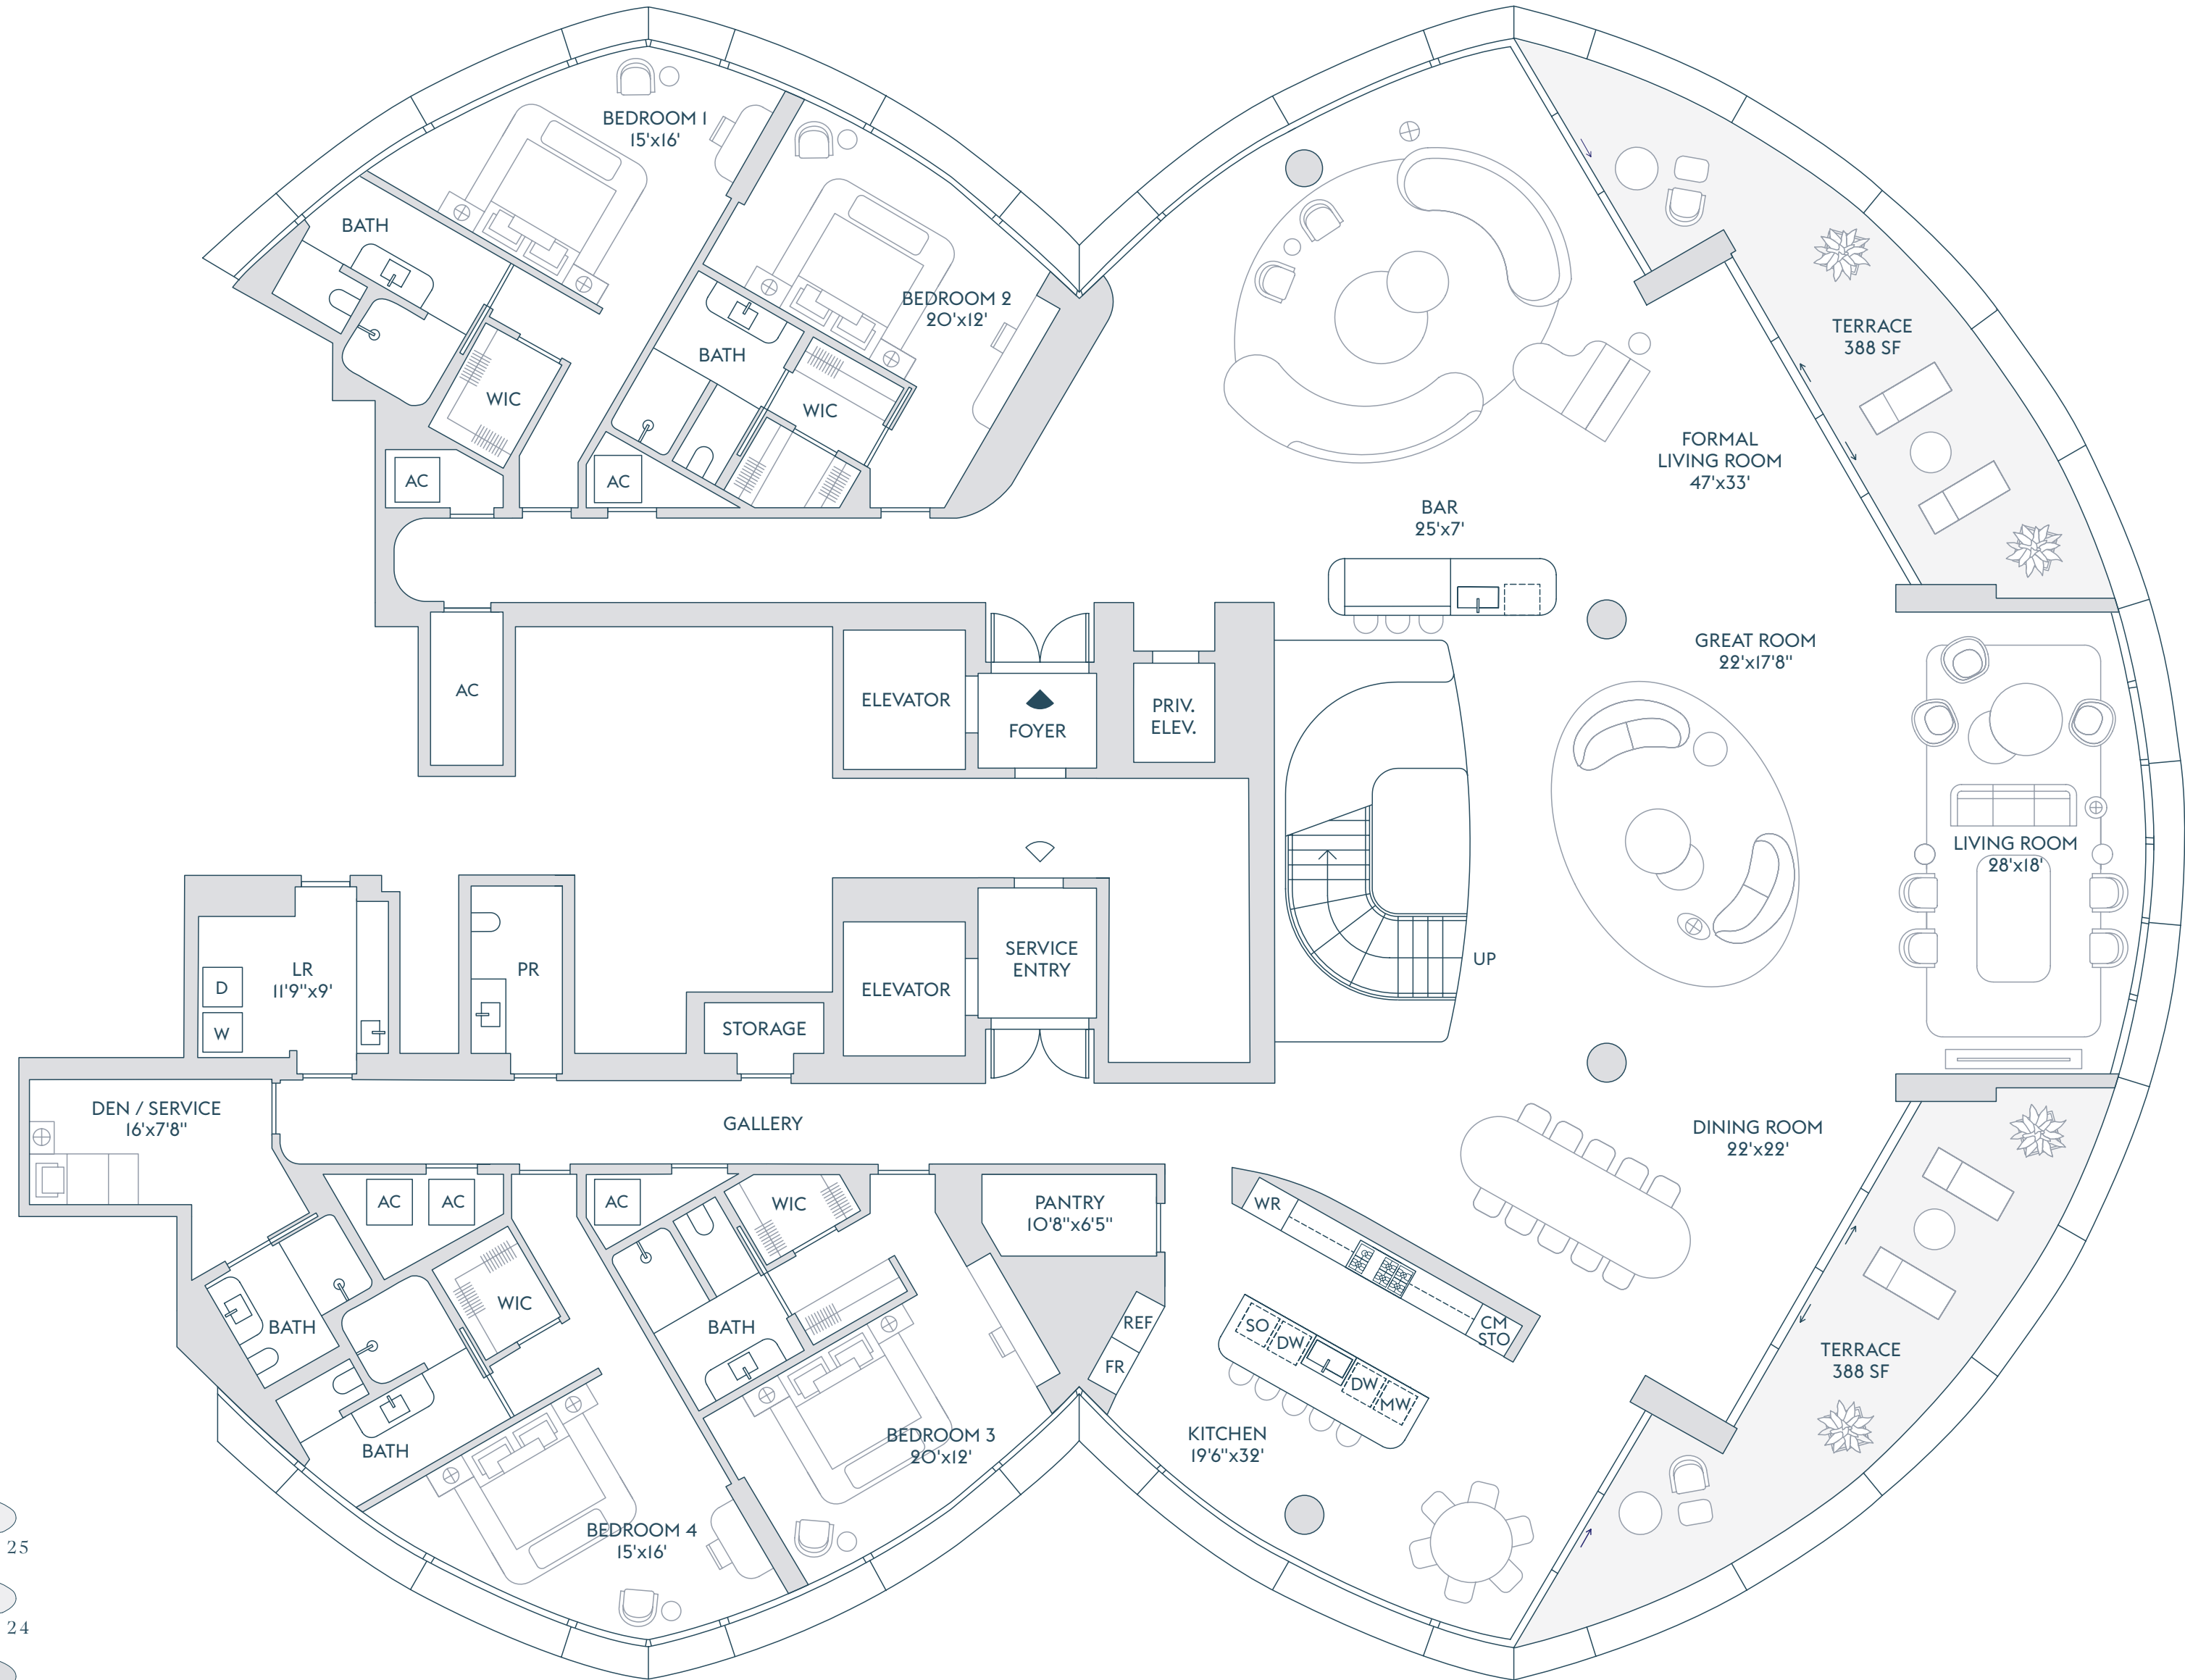 BEDROOM 1
15'x16'
BATH
BEDROOM 2
20'x12'
BATH
WIC
WIC
AC
AC
TERRACE
388 SF
FORMAL
LIVING ROOM
47'x33'
BAR
25'x7'
GREAT ROOM
22'x17'8"
AC
ELEVATOR
FOYER
PRIV.
ELEV.
LIVING ROOM
28'x18'
UP
LR
11'9"x9'
D
W
PR
STORAGE
ELEVATOR
SERVICE
ENTRY
DEN / SERVICE
16'x7'8"
GALLERY
DINING ROOM
22'x22'
AC
AC
AC
WIC
PANTRY
10'8"x6'5"
WR
WIC
BATH
BATH
REF
FR
SO
DW
DW
MW
CM
STO
TERRACE
388 SF
BATH
BEDROOM 3
20'x12'
KITCHEN
19'6"x32'
BEDROOM 4
15'x16'
25
24